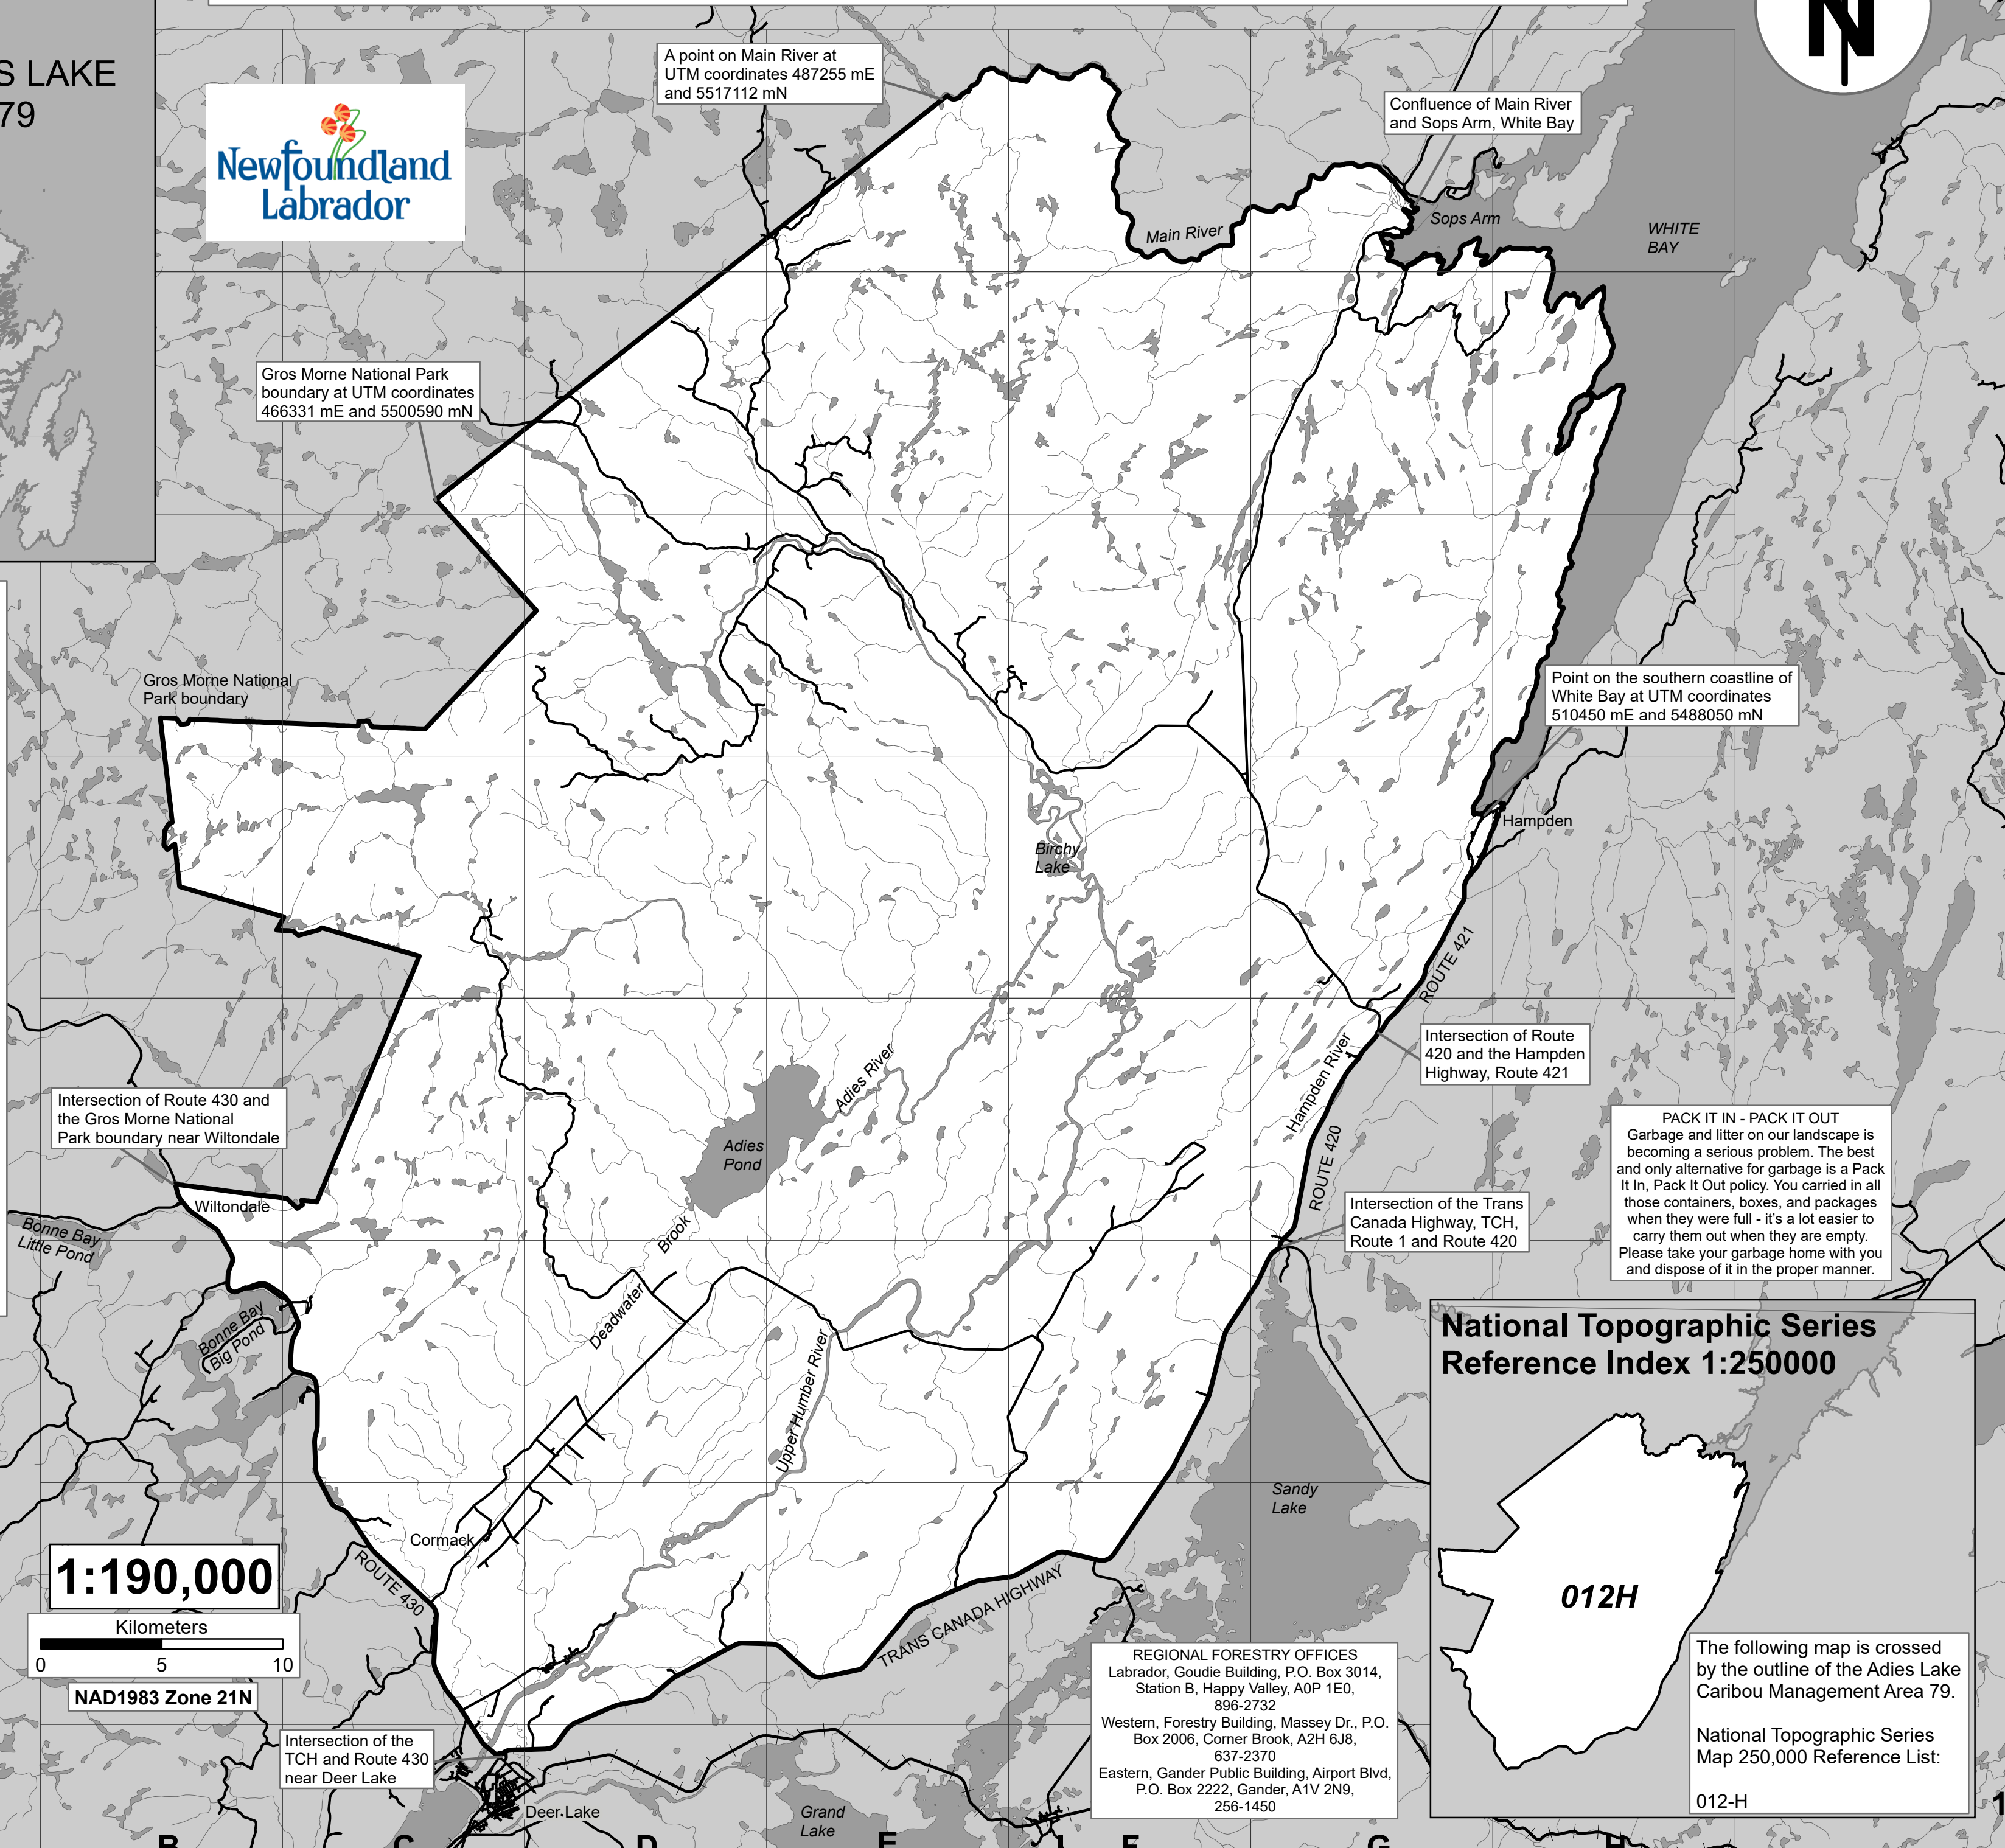 S LAKE
79
Newfoundland
Labrador
N
A point on Main River at
UTM coordinates 487255 mE
and 5517112 mN
Confluence of Main River
and Sops Arm, White Bay
Sops Arm
WHITE
BAY
Main River
Gros Morne National Park
boundary at UTM coordinates
466331 mE and 5500590 mN
Gros Morne National
Park boundary
Point on the southern coastline of
White Bay at UTM coordinates
510450 mE and 5488050 mN
Hampden
Birchy
Lake
ROUTE 421
Intersection of Route
420 and the Hampden
Highway, Route 421
Hampden River
Adies River
Adies
Pond
Intersection of Route 430 and
the Gros Morne National
Park boundary near Wiltondale
Wiltondale
Bonne Bay
Little Pond
Bonne Bay
Big Pond
Deadwater Brook
Upper Humber River
ROUTE 420
Intersection of the Trans
Canada Highway, TCH,
Route 1 and Route 420
PACK IT IN - PACK IT OUT
Garbage and litter on our landscape is
becoming a serious problem. The best
and only alternative for garbage is a Pack
It In, Pack It Out policy. You carried in all
those containers, boxes, and packages
when they were full - it's a lot easier to
carry them out when they are empty.
Please take your garbage home with you
and dispose of it in the proper manner.
National Topographic Series
Reference Index 1:250000
012H
The following map is crossed
by the outline of the Adies Lake
Caribou Management Area 79.
National Topographic Series
Map 250,000 Reference List:
012-H
Sandy
Lake
Cormack
ROUTE 430
TRANS CANADA HIGHWAY
1:190,000
Kilometers
0 5 10
NAD1983 Zone 21N
Intersection of the
TCH and Route 430
near Deer Lake
Deer Lake
Grand
Lake
REGIONAL FORESTRY OFFICES
Labrador, Goudie Building, P.O. Box 3014,
Station B, Happy Valley, A0P 1E0,
896-2732
Western, Forestry Building, Massey Dr., P.O.
Box 2006, Corner Brook, A2H 6J8,
637-2370
Eastern, Gander Public Building, Airport Blvd,
P.O. Box 2222, Gander, A1V 2N9,
256-1450